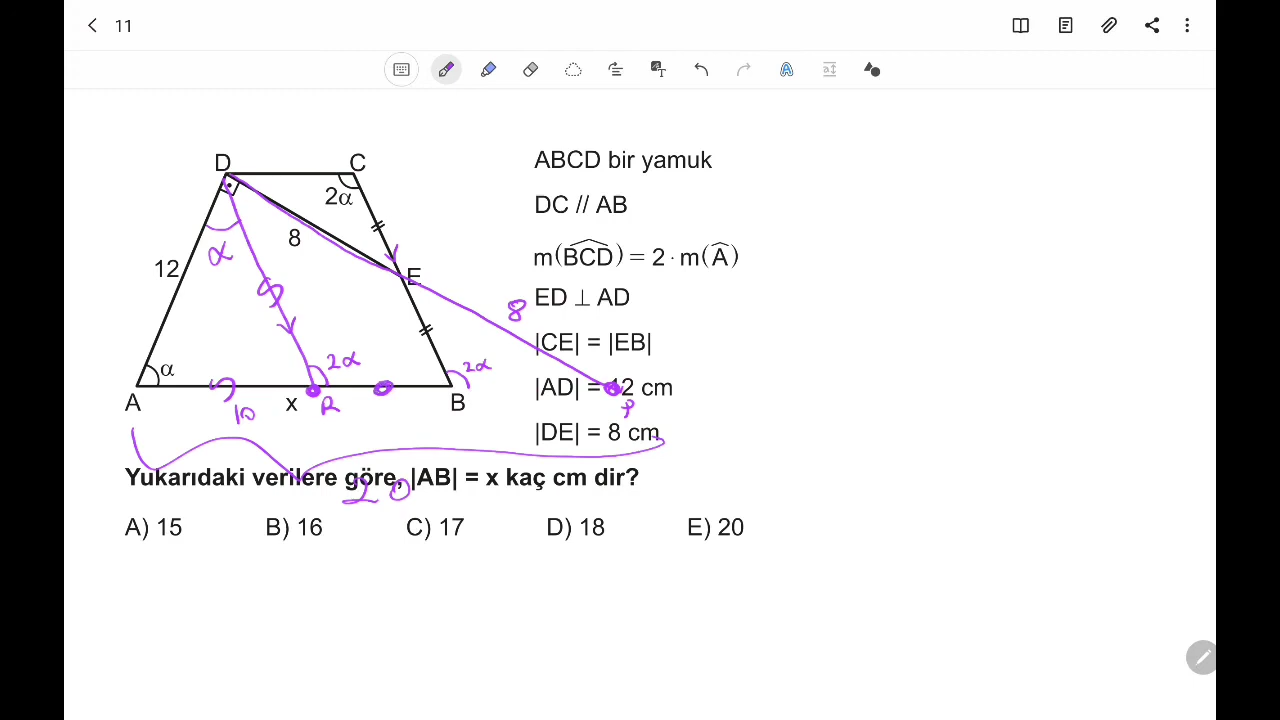 11
D C
ABCD bir yamuk
2α
DC // AB
8
α
12
m(BCD) = 2 · m(A)
E
8
ED ⊥ AD
|CE| = |EB|
α 2α 2α
|AD| = 12 cm
A 10 x R B P
|DE| = 8 cm
Yukarıdaki verilere göre, |AB| = x kaç cm dir?
20
A) 15 B) 16 C) 17 D) 18 E) 20